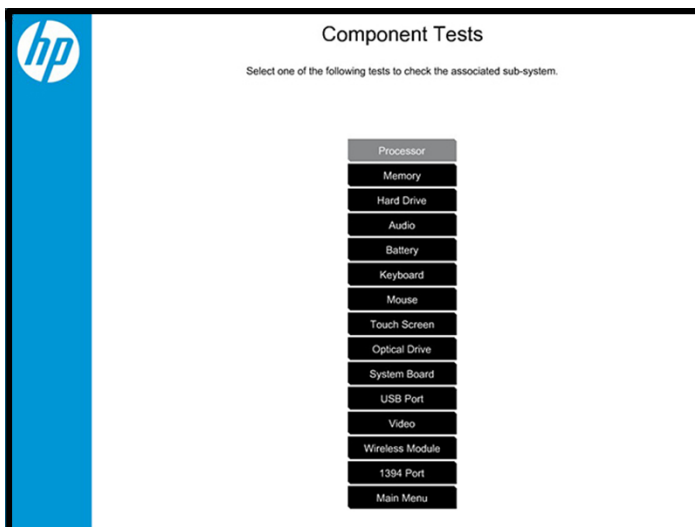 hp
Component Tests
Select one of the following tests to check the associated sub-system.
Processor
Memory
Hard Drive
Audio
Battery
Keyboard
Mouse
Touch Screen
Optical Drive
System Board
USB Port
Video
Wireless Module
1394 Port
Main Menu